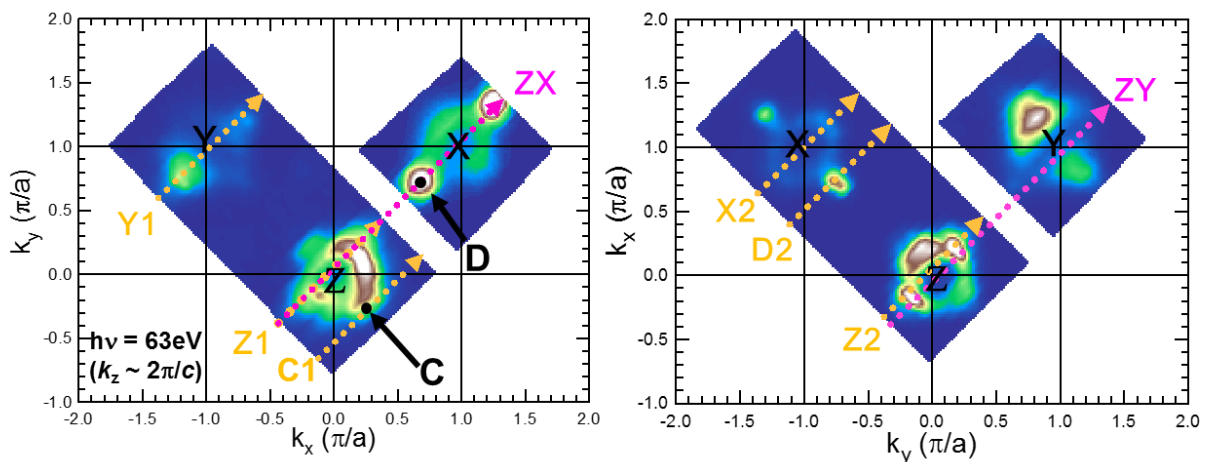 2.0
1.5
1.0
0.5
0.0
-0.5
-1.0
-2.0 -1.5 -1.0 -0.5 0.0 0.5 1.0 1.5 2.0
k_y (π/a)
k_x (π/a)
ZX
Y
X
Y1
D
Z
Z1
C1
C
hν = 63eV
(k_z ~ 2π/c)
2.0
1.5
1.0
0.5
0.0
-0.5
-1.0
-2.0 -1.5 -1.0 -0.5 0.0 0.5 1.0 1.5 2.0
k_x (π/a)
k_y (π/a)
ZY
X
Y
X2
D2
Z
Z2